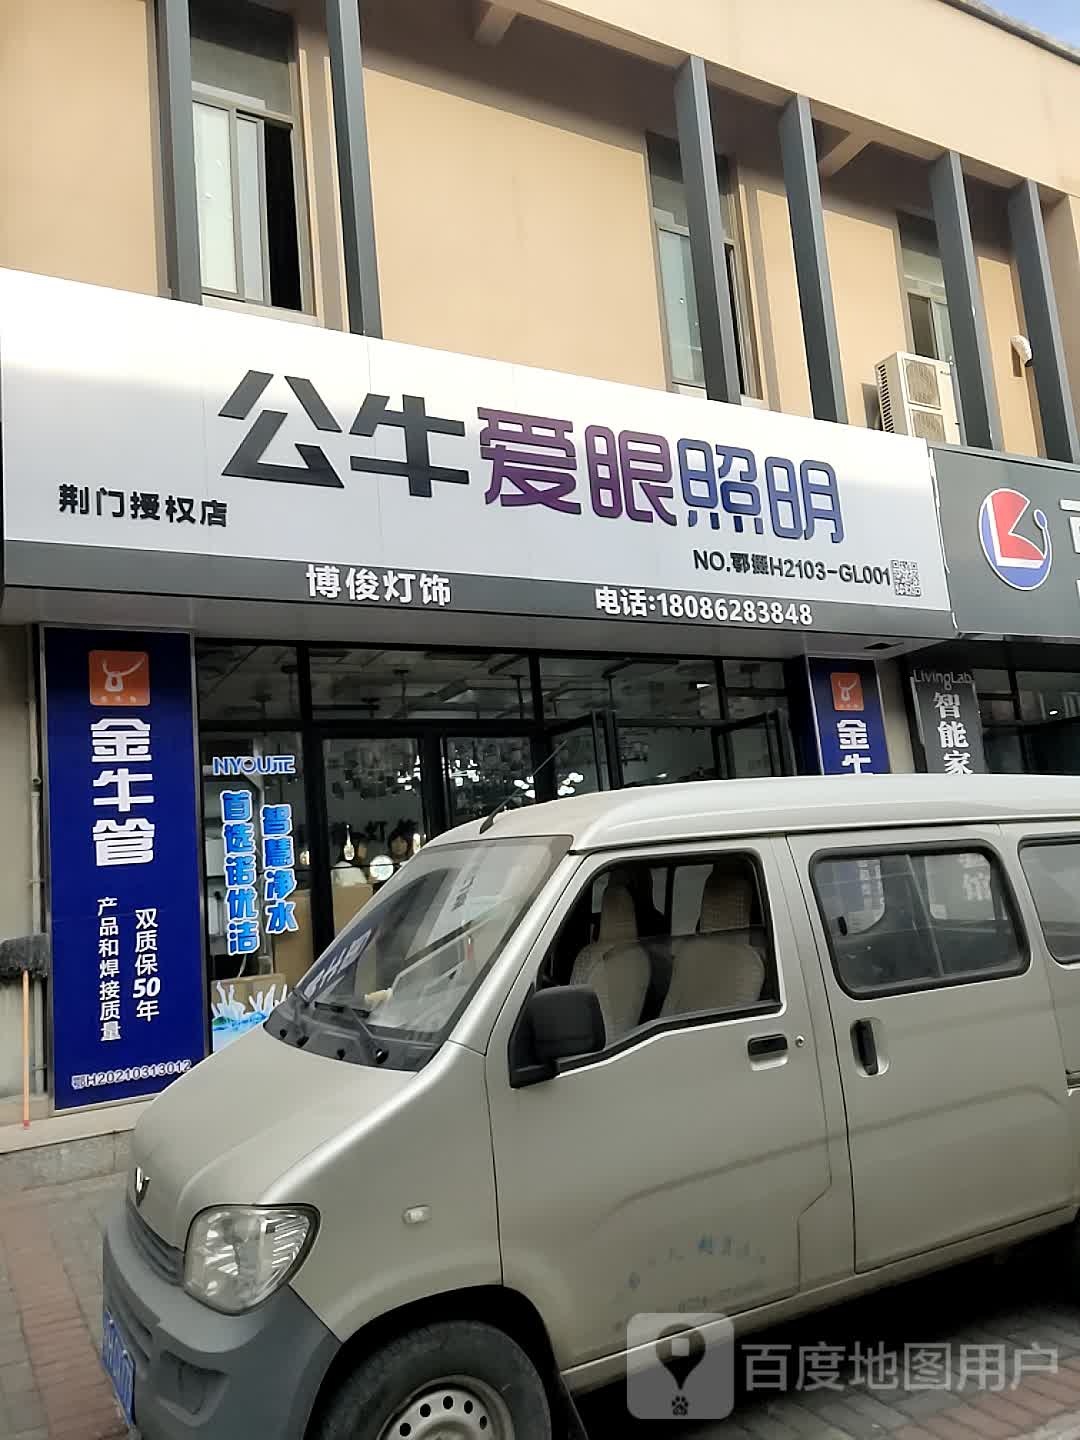 公牛爱眼照明
荆门授权店
NO.鄂摄H2103-GL001
博俊灯饰
电话:18086283848
金牛管
产品和焊接质量
双质保50年
鄂H20210313012
首选诺优洁
智慧净水
金牛
LivingLab
智能家
百度地图用户